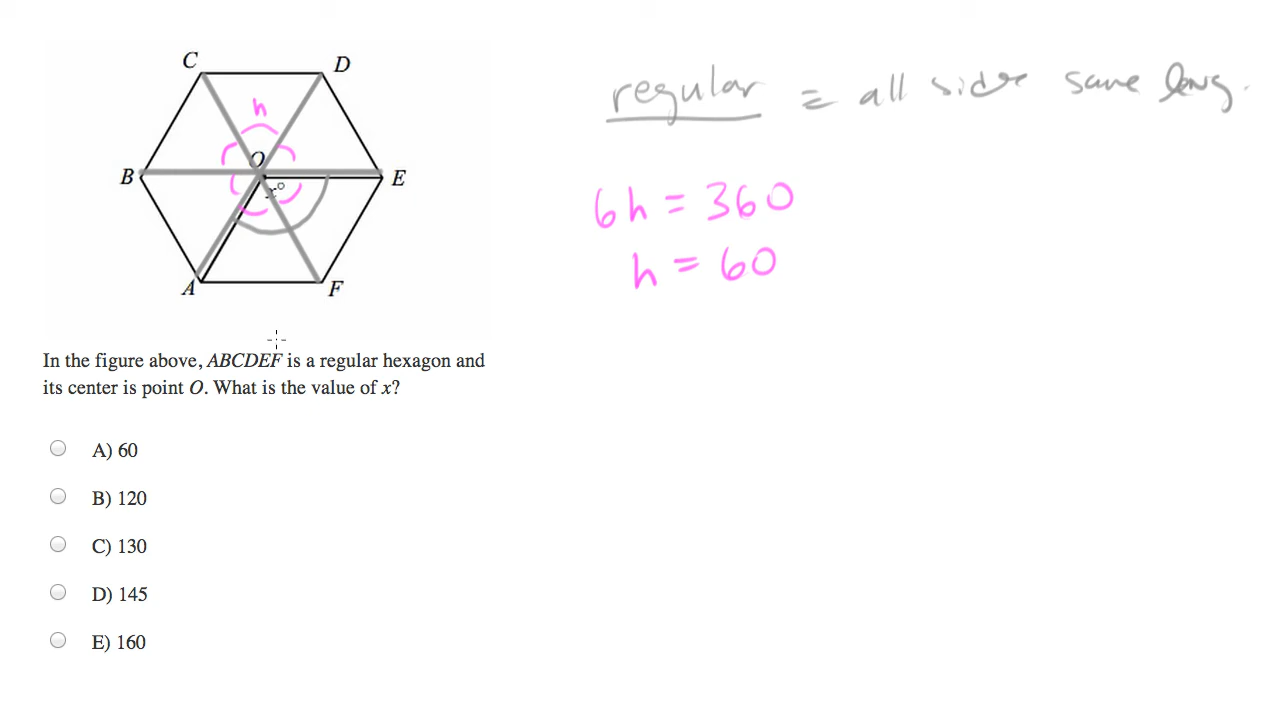 C
D
h
O
B
x°
E
A
F
regular = all sides same leng.
6h = 360
h = 60
In the figure above, ABCDEF is a regular hexagon and
its center is point O. What is the value of x?
A) 60
B) 120
C) 130
D) 145
E) 160